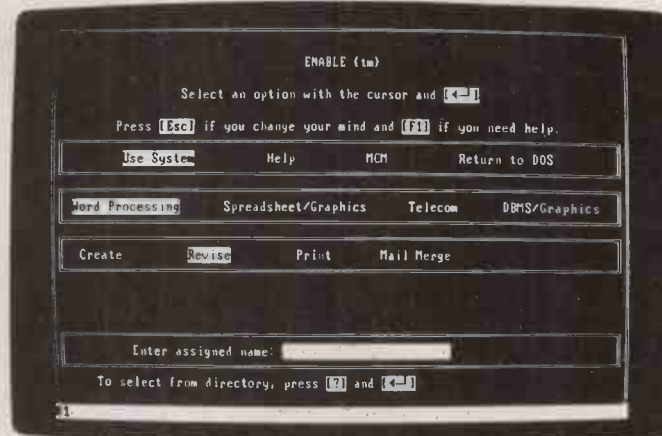 ENABLE {tm}
Select an option with the cursor and [↵]
Press [Esc] if you change your mind and [F1] if you need help.
Use System Help MCM Return to DOS
Word Processing Spreadsheet/Graphics Telecom DBMS/Graphics
Create Revise Print Mail Merge
Enter assigned name:
To select from directory, press [?] and [↵]
1